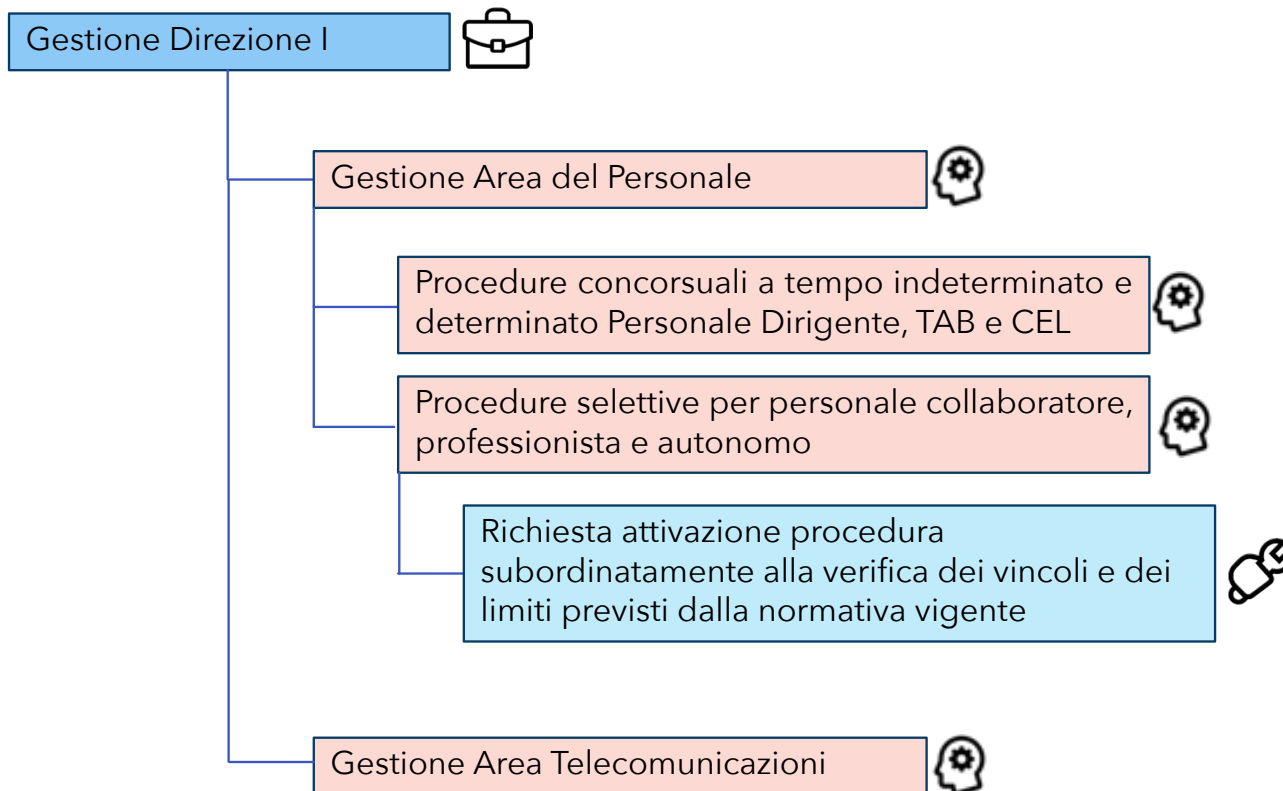 Gestione Direzione I
Gestione Area del Personale
Procedure concorsuali a tempo indeterminato e
determinato Personale Dirigente, TAB e CEL
Procedure selettive per personale collaboratore,
professionista e autonomo
Richiesta attivazione procedura
subordinatamente alla verifica dei vincoli e dei
limiti previsti dalla normativa vigente
Gestione Area Telecomunicazioni